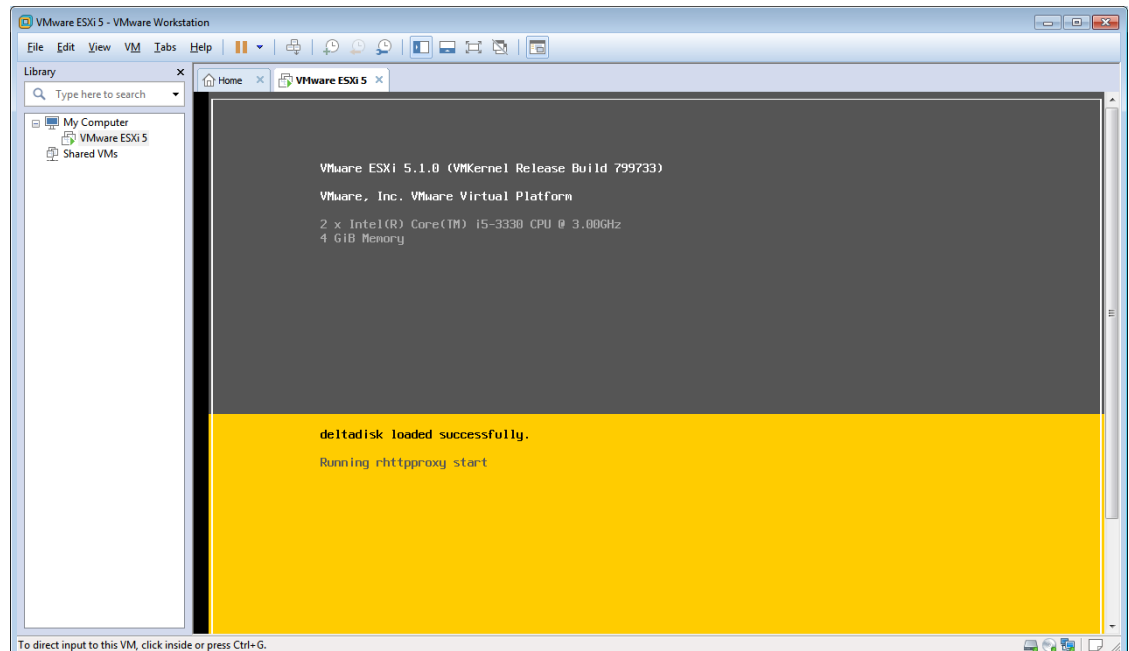 VMware ESXi 5 - VMware Workstation
File Edit View VM Tabs Help
Library
Type here to search
My Computer
VMware ESXi 5
Shared VMs
Home
VMware ESXi 5
VMware ESXi 5.1.0 (VMKernel Release Build 799733)
VMware, Inc. VMware Virtual Platform
2 x Intel(R) Core(TM) i5-3330 CPU @ 3.00GHz
4 GiB Memory
deltadisk loaded successfully.
Running rhttpproxy start
To direct input to this VM, click inside or press Ctrl+G.